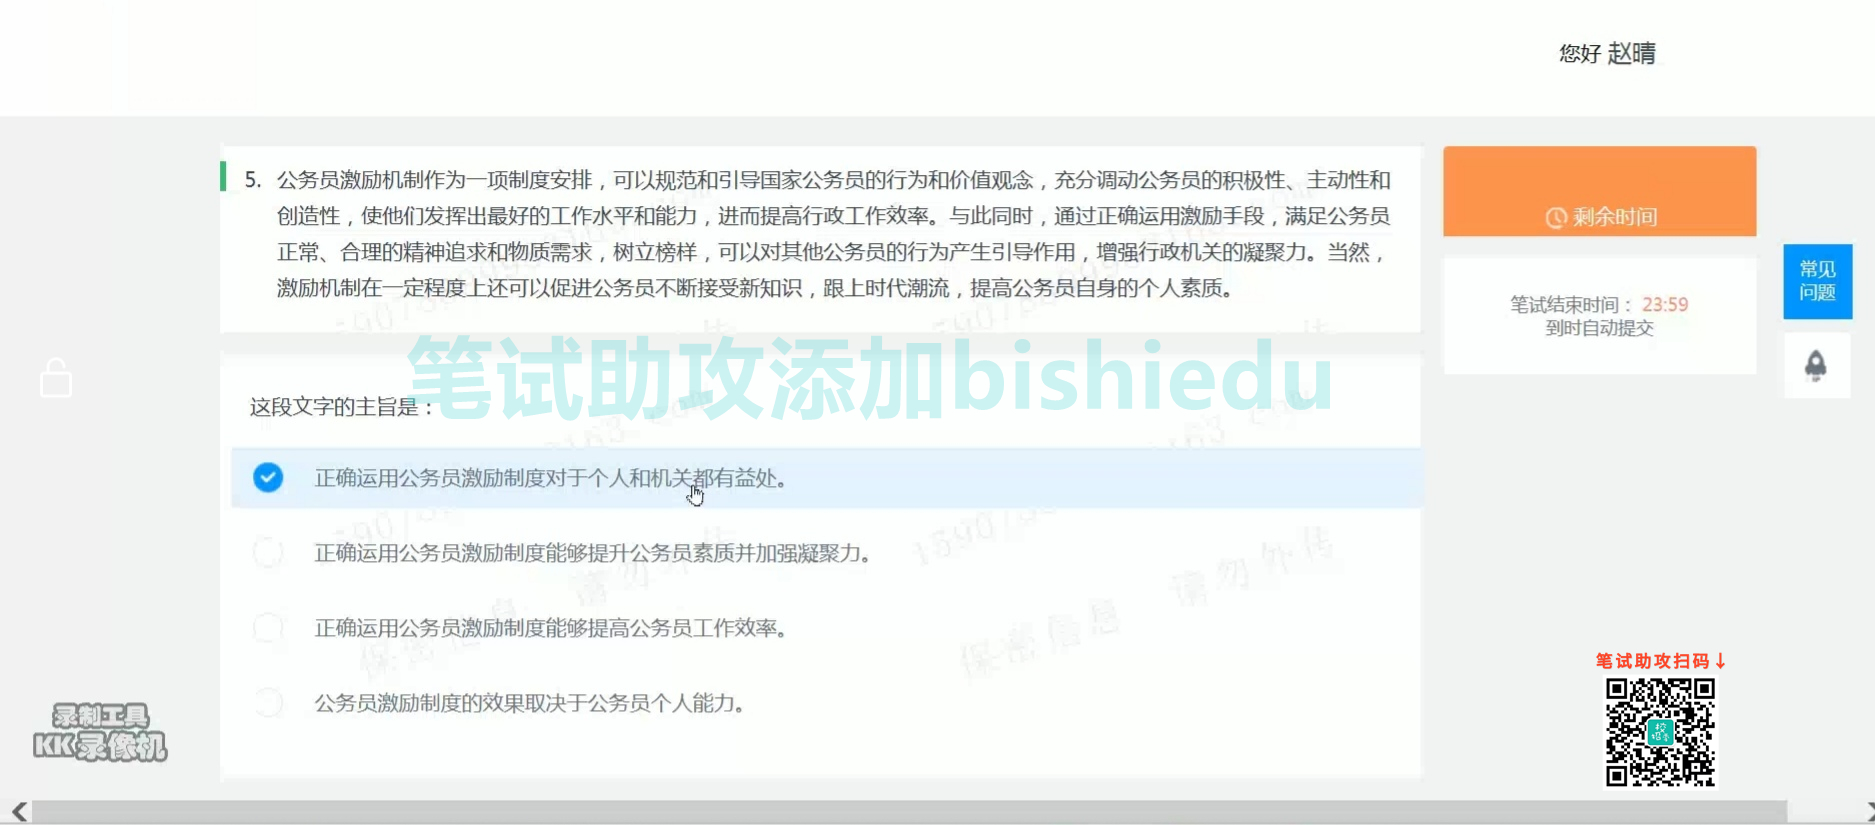 您好 赵晴
5. 公务员激励机制作为一项制度安排，可以规范和引导国家公务员的行为和价值观念，充分调动公务员的积极性、主动性和
创造性，使他们发挥出最好的工作水平和能力，进而提高行政工作效率。与此同时，通过正确运用激励手段，满足公务员
正常、合理的精神追求和物质需求，树立榜样，可以对其他公务员的行为产生引导作用，增强行政机关的凝聚力。当然，
激励机制在一定程度上还可以促进公务员不断接受新知识，跟上时代潮流，提高公务员自身的个人素质。
剩余时间
笔试结束时间： 23:59
到时自动提交
常见
问题
笔试助攻添加bishiedu
这段文字的主旨是：
正确运用公务员激励制度对于个人和机关都有益处。
正确运用公务员激励制度能够提升公务员素质并加强凝聚力。
请勿外传
正确运用公务员激励制度能够提高公务员工作效率。
保密信息
公务员激励制度的效果取决于公务员个人能力。
笔试助攻扫码↓
录制工具
KK录像机